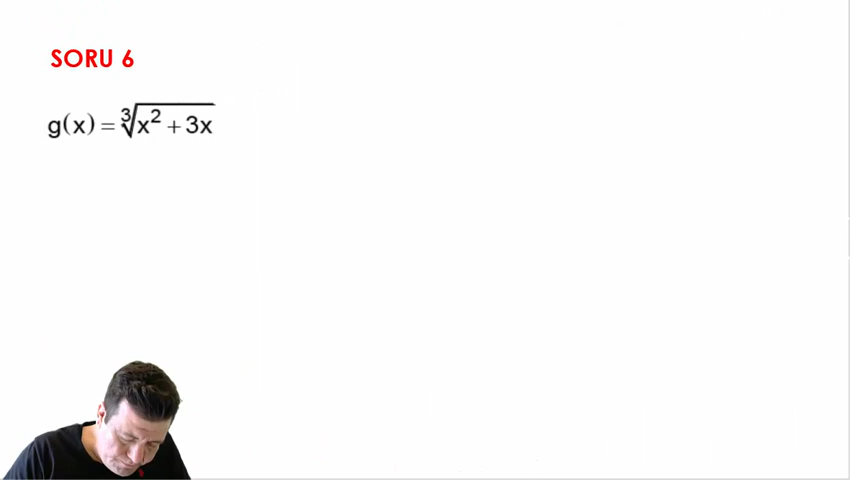 SORU 6
g(x) = ∛(x² + 3x)